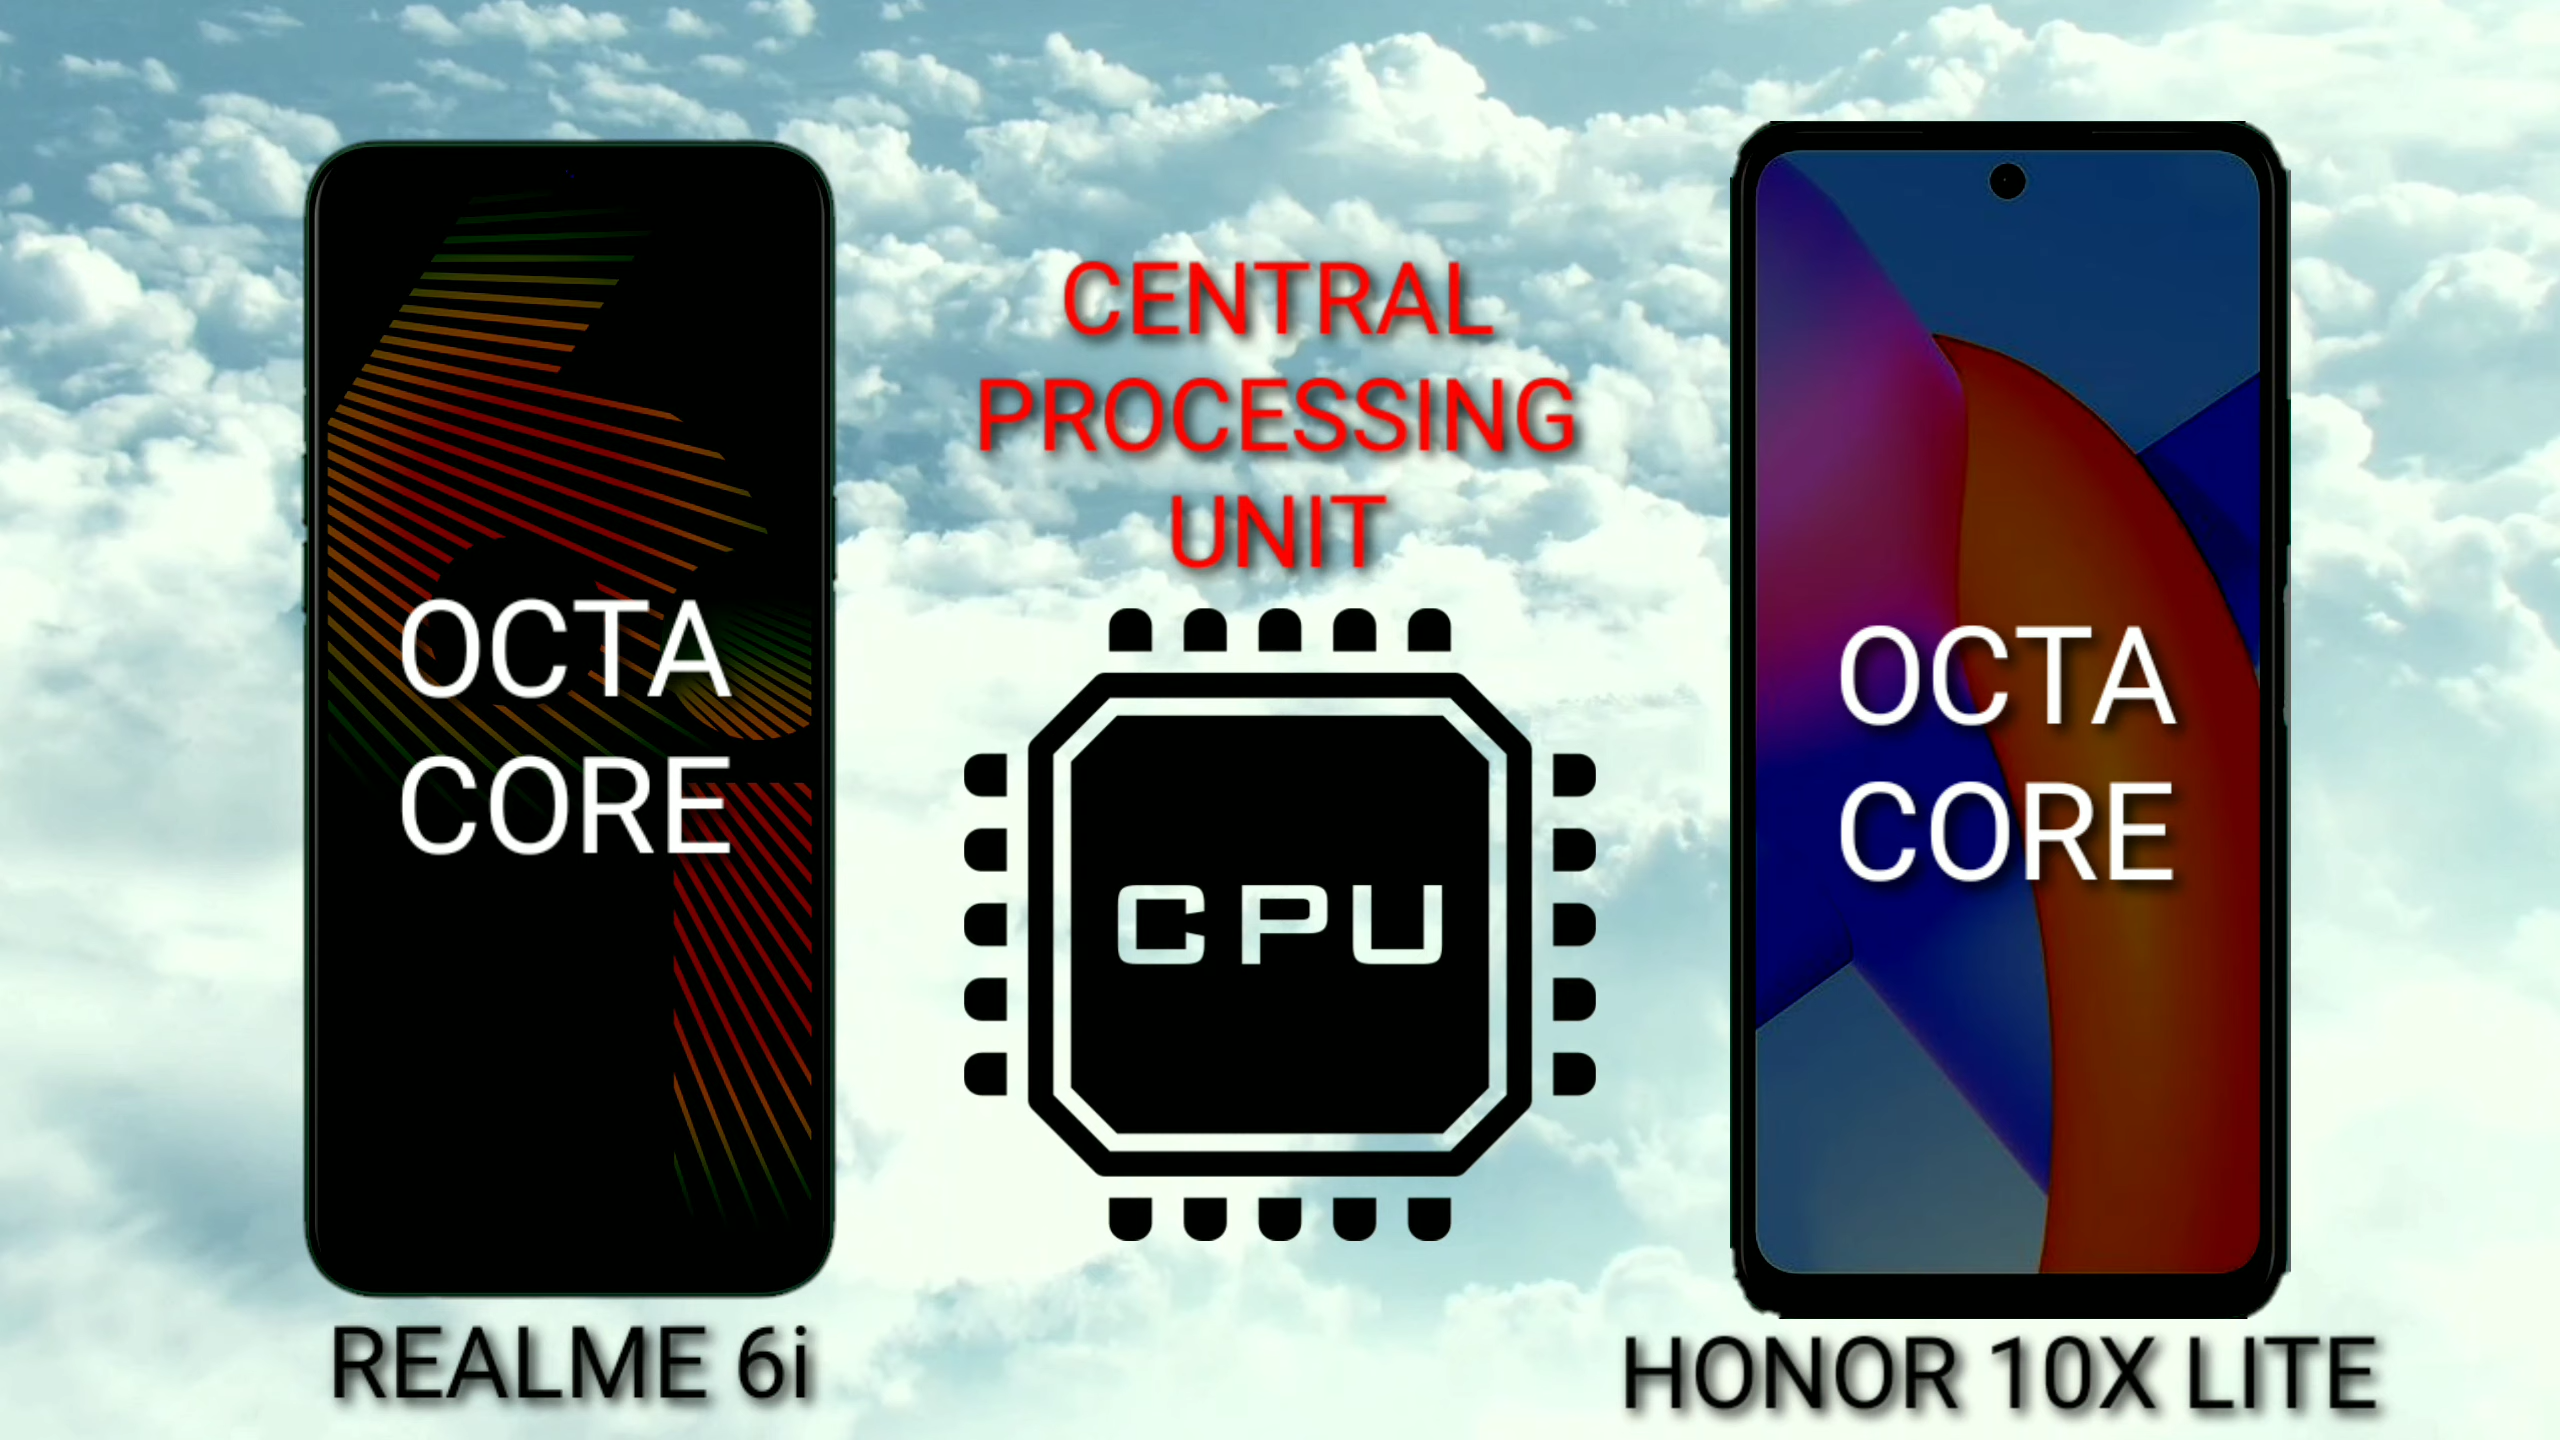 CENTRAL
PROCESSING
UNIT
OCTA
CORE
CPU
OCTA
CORE
REALME 6i
HONOR 10X LITE